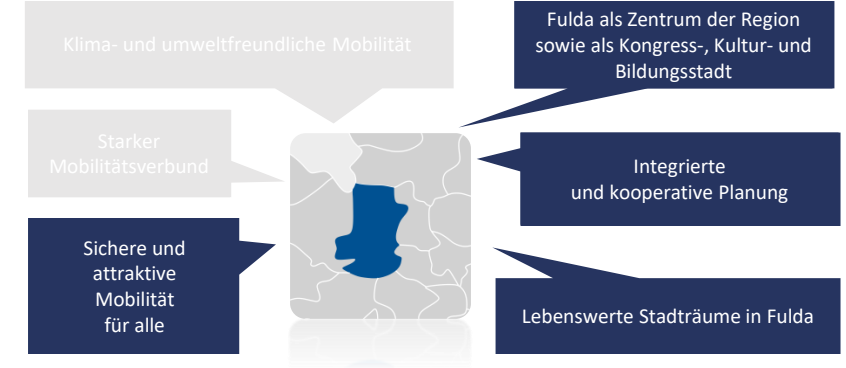 Klima- und umweltfreundliche Mobilität
Fulda als Zentrum der Region
sowie als Kongress-, Kultur- und
Bildungsstadt
Starker
Mobilitätsverbund
Integrierte
und kooperative Planung
Sichere und
attraktive
Mobilität
für alle
Lebenswerte Stadträume in Fulda